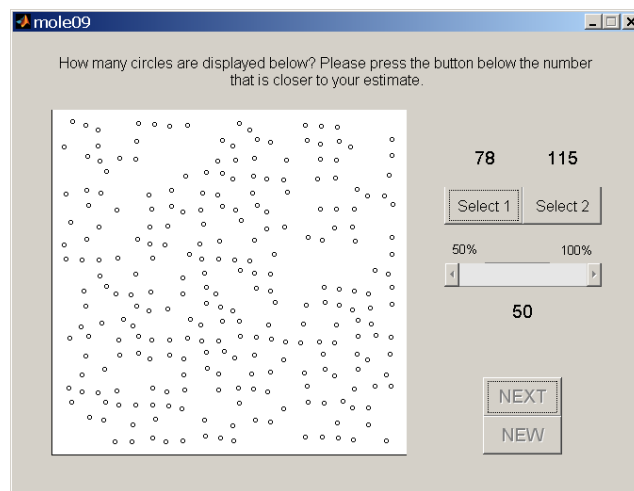 mole09
How many circles are displayed below? Please press the button below the number
that is closer to your estimate.
78 115
Select 1 Select 2
50% 100%
50
NEXT
NEW